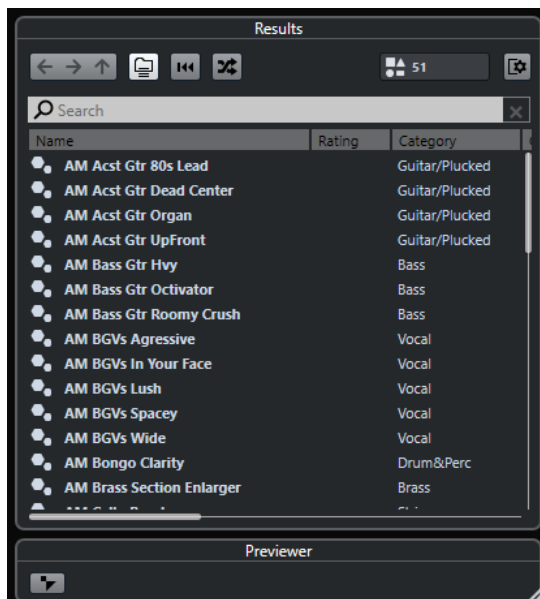 Results
51
Search
Name Rating Category
AM Acst Gtr 80s Lead Guitar/Plucked
AM Acst Gtr Dead Center Guitar/Plucked
AM Acst Gtr Organ Guitar/Plucked
AM Acst Gtr UpFront Guitar/Plucked
AM Bass Gtr Hvy Bass
AM Bass Gtr Octivator Bass
AM Bass Gtr Roomy Crush Bass
AM BGVs Agressive Vocal
AM BGVs In Your Face Vocal
AM BGVs Lush Vocal
AM BGVs Spacey Vocal
AM BGVs Wide Vocal
AM Bongo Clarity Drum&Perc
AM Brass Section Enlarger Brass
Previewer